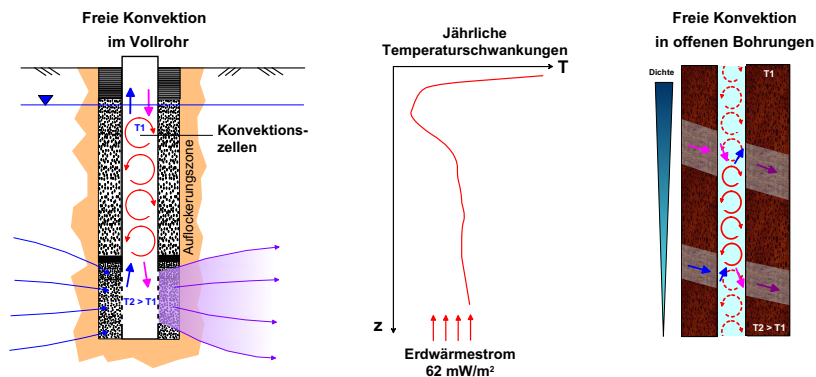 Freie Konvektion
im Vollrohr
T1
Konvektions-
zellen
Auflockerungszone
T2 > T1
Jährliche
Temperaturschwankungen
T
z
Erdwärmestrom
62 mW/m²
Freie Konvektion
in offenen Bohrungen
Dichte
T1
T2 > T1